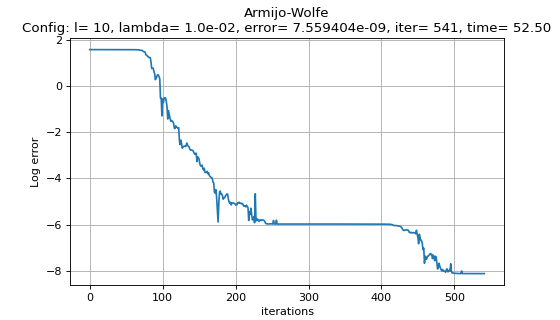 Armijo-Wolfe
Config: l= 10, lambda= 1.0e-02, error= 7.559404e-09, iter= 541, time= 52.50
2
0
−2
−4
−6
−8
Log error
0 100 200 300 400 500
iterations